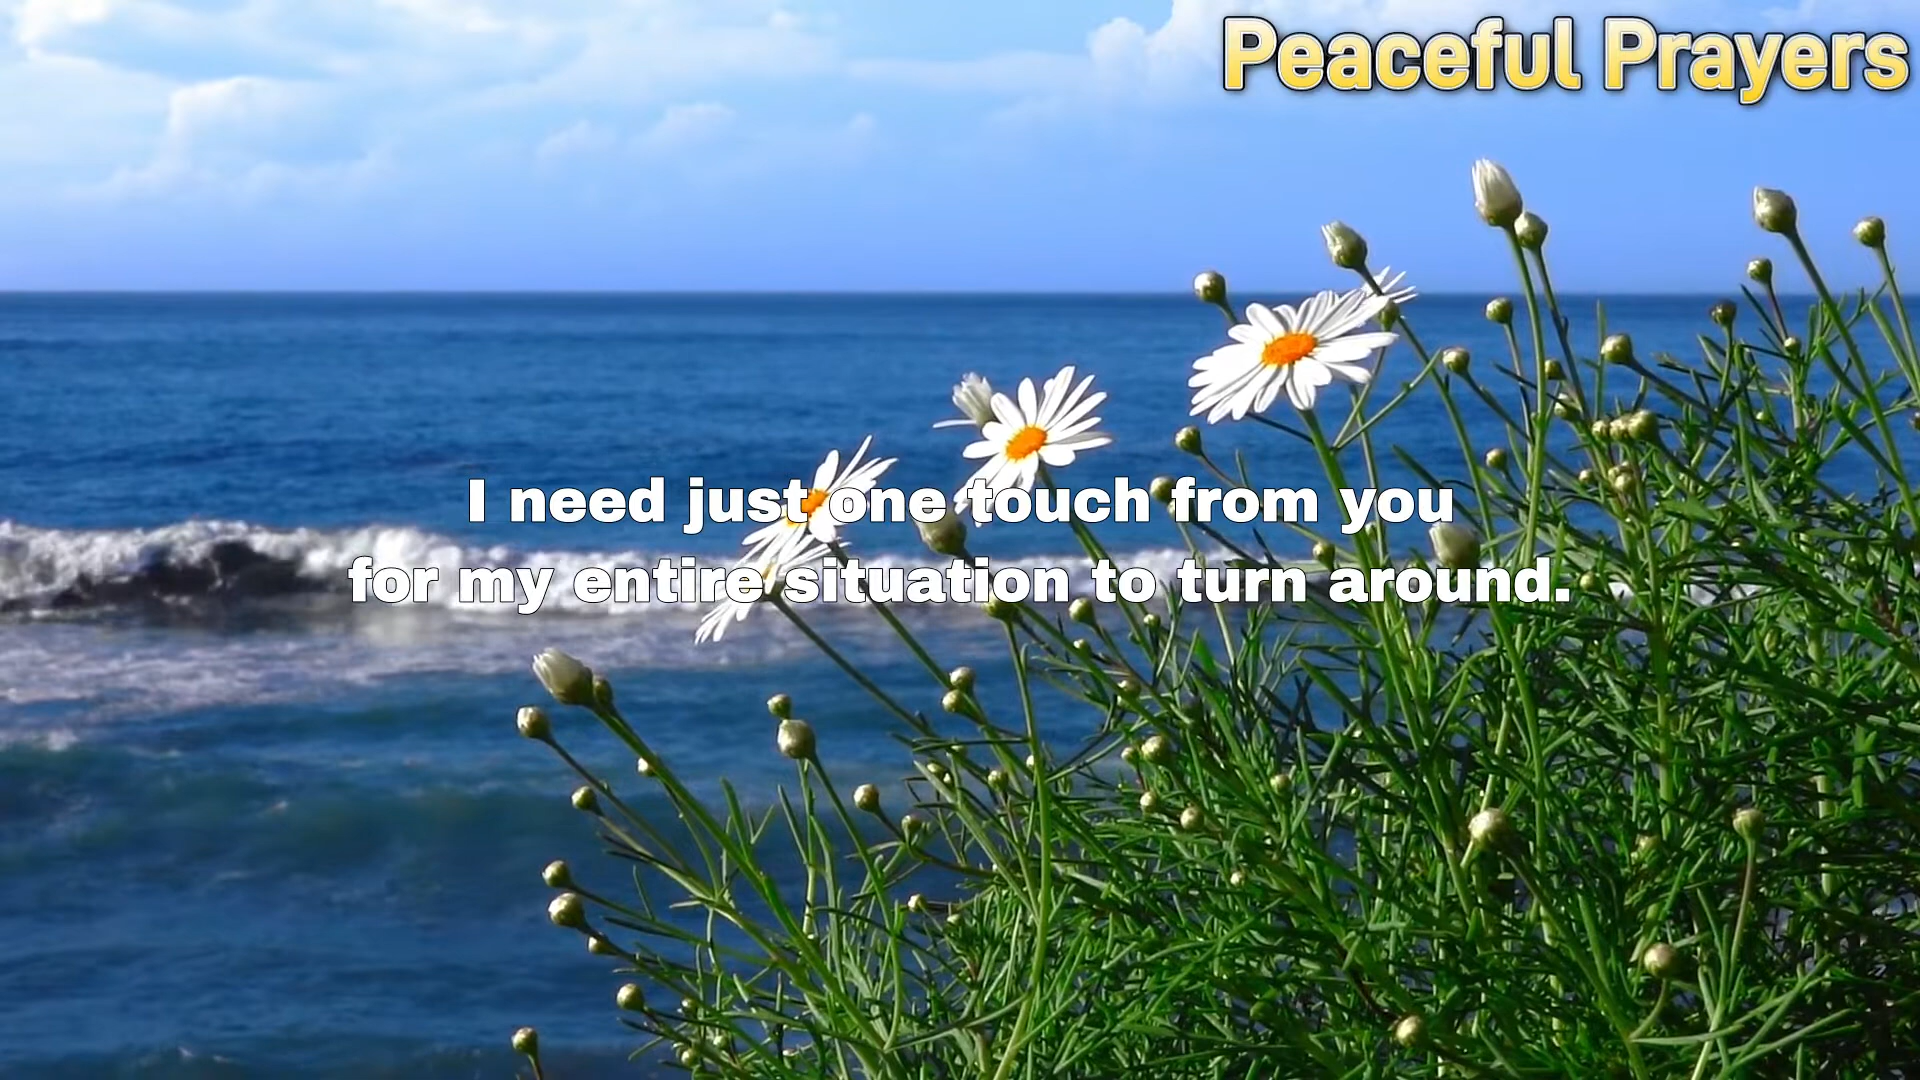 Peaceful Prayers
I need just one touch from you
for my entire situation to turn around.